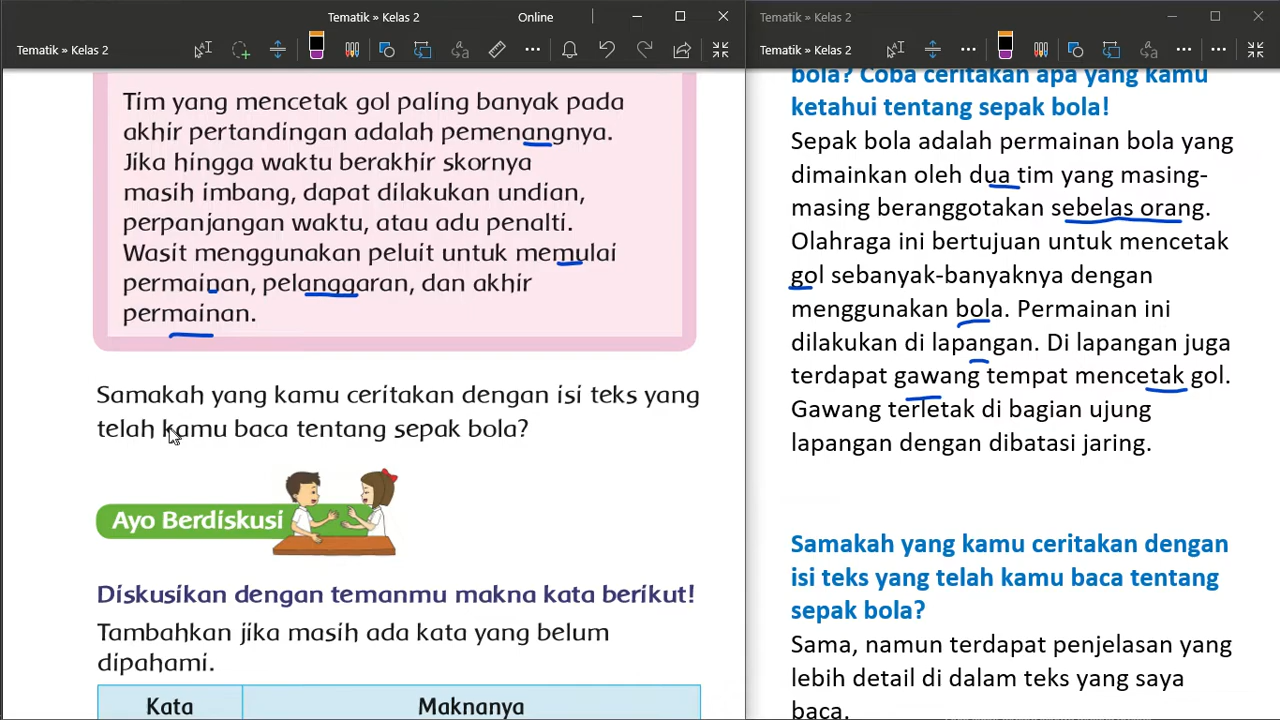 Tematik » Kelas 2
Online
Tematik » Kelas 2
Tim yang mencetak gol paling banyak pada
akhir pertandingan adalah pemenangnya.
Jika hingga waktu berakhir skornya
masih imbang, dapat dilakukan undian,
perpanjangan waktu, atau adu penalti.
Wasit menggunakan peluit untuk memulai
permainan, pelanggaran, dan akhir
permainan.
Samakah yang kamu ceritakan dengan isi teks yang
telah kamu baca tentang sepak bola?
Ayo Berdiskusi
Diskusikan dengan temanmu makna kata berikut!
Tambahkan jika masih ada kata yang belum
dipahami.
Kata Maknanya
Tematik » Kelas 2
Tematik » Kelas 2
bola? Coba ceritakan apa yang kamu
ketahui tentang sepak bola!
Sepak bola adalah permainan bola yang
dimainkan oleh dua tim yang masing-
masing beranggotakan sebelas orang.
Olahraga ini bertujuan untuk mencetak
gol sebanyak-banyaknya dengan
menggunakan bola. Permainan ini
dilakukan di lapangan. Di lapangan juga
terdapat gawang tempat mencetak gol.
Gawang terletak di bagian ujung
lapangan dengan dibatasi jaring.
Samakah yang kamu ceritakan dengan
isi teks yang telah kamu baca tentang
sepak bola?
Sama, namun terdapat penjelasan yang
lebih detail di dalam teks yang saya
baca.